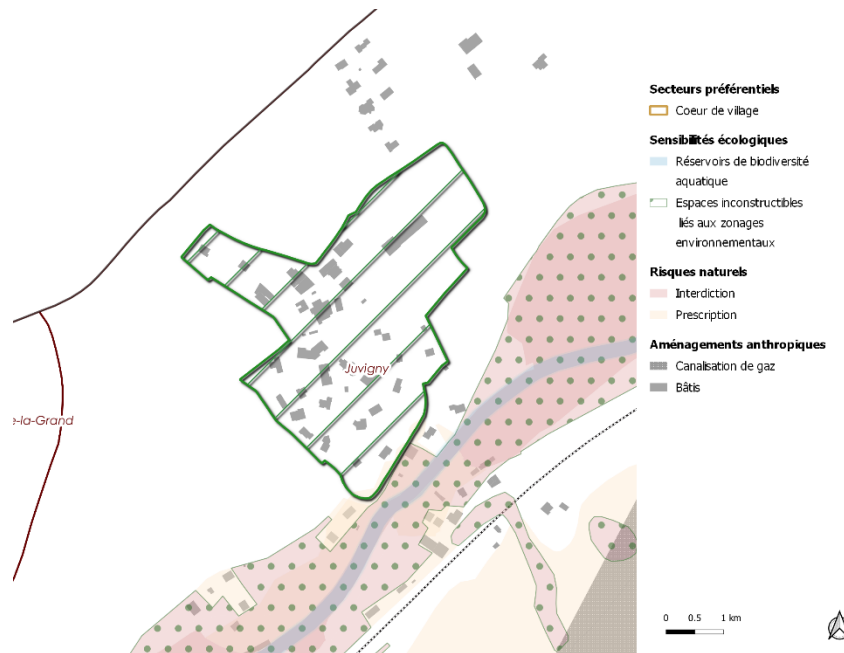 Secteurs préférentiels
Coeur de village
Sensibilités écologiques
Réservoirs de biodiversité
aquatique
Espaces inconstructibles
liés aux zonages
environnementaux
Risques naturels
Interdiction
Prescription
Aménagements anthropiques
Canalisation de gaz
Bâtis
Juvigny
e-la-Grand
0 0.5 1 km